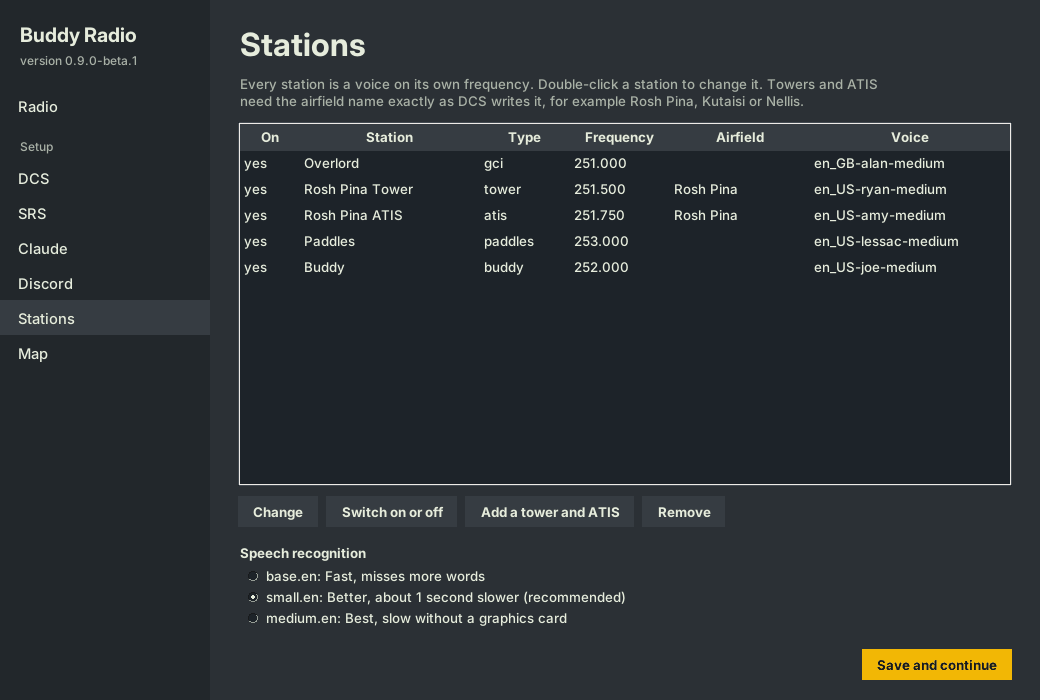 Buddy Radio
version 0.9.0-beta.1
Radio
Setup
DCS
SRS
Claude
Discord
Stations
Map
Stations
Every station is a voice on its own frequency. Double-click a station to change it. Towers and ATIS
need the airfield name exactly as DCS writes it, for example Rosh Pina, Kutaisi or Nellis.
On Station Type Frequency Airfield Voice
yes Overlord gci 251.000 en_GB-alan-medium
yes Rosh Pina Tower tower 251.500 Rosh Pina en_US-ryan-medium
yes Rosh Pina ATIS atis 251.750 Rosh Pina en_US-amy-medium
yes Paddles paddles 253.000 en_US-lessac-medium
yes Buddy buddy 252.000 en_US-joe-medium
Change Switch on or off Add a tower and ATIS Remove
Speech recognition
base.en: Fast, misses more words
small.en: Better, about 1 second slower (recommended)
medium.en: Best, slow without a graphics card
Save and continue